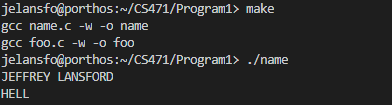 jelansfo@porthos:~/CS471/Program1> make
gcc name.c -w -o name
gcc foo.c -w -o foo
jelansfo@porthos:~/CS471/Program1> ./name
JEFFREY LANSFORD
HELL